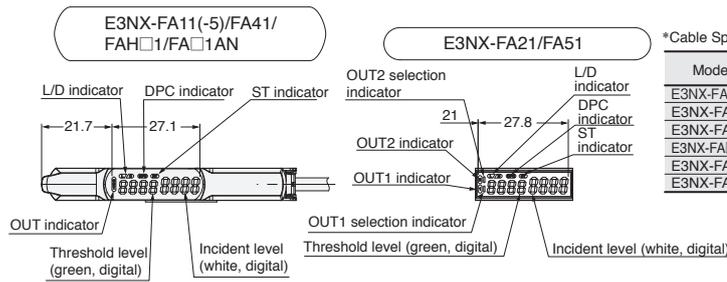 E3NX-FA11(-5)/FA41/
FAH□1/FA□1AN
L/D indicator
DPC indicator
ST indicator
21.7
27.1
OUT indicator
Threshold level
(green, digital)
Incident level
(white, digital)
E3NX-FA21/FA51
OUT2 selection
indicator
L/D
indicator
DPC
indicator
ST
indicator
21
27.8
OUT2 indicator
OUT1 indicator
OUT1 selection indicator
Threshold level (green, digital)
Incident level (white, digital)
*Cable Sp
Mode
E3NX-FA
E3NX-FA
E3NX-FA
E3NX-FA
E3NX-FA
E3NX-FA